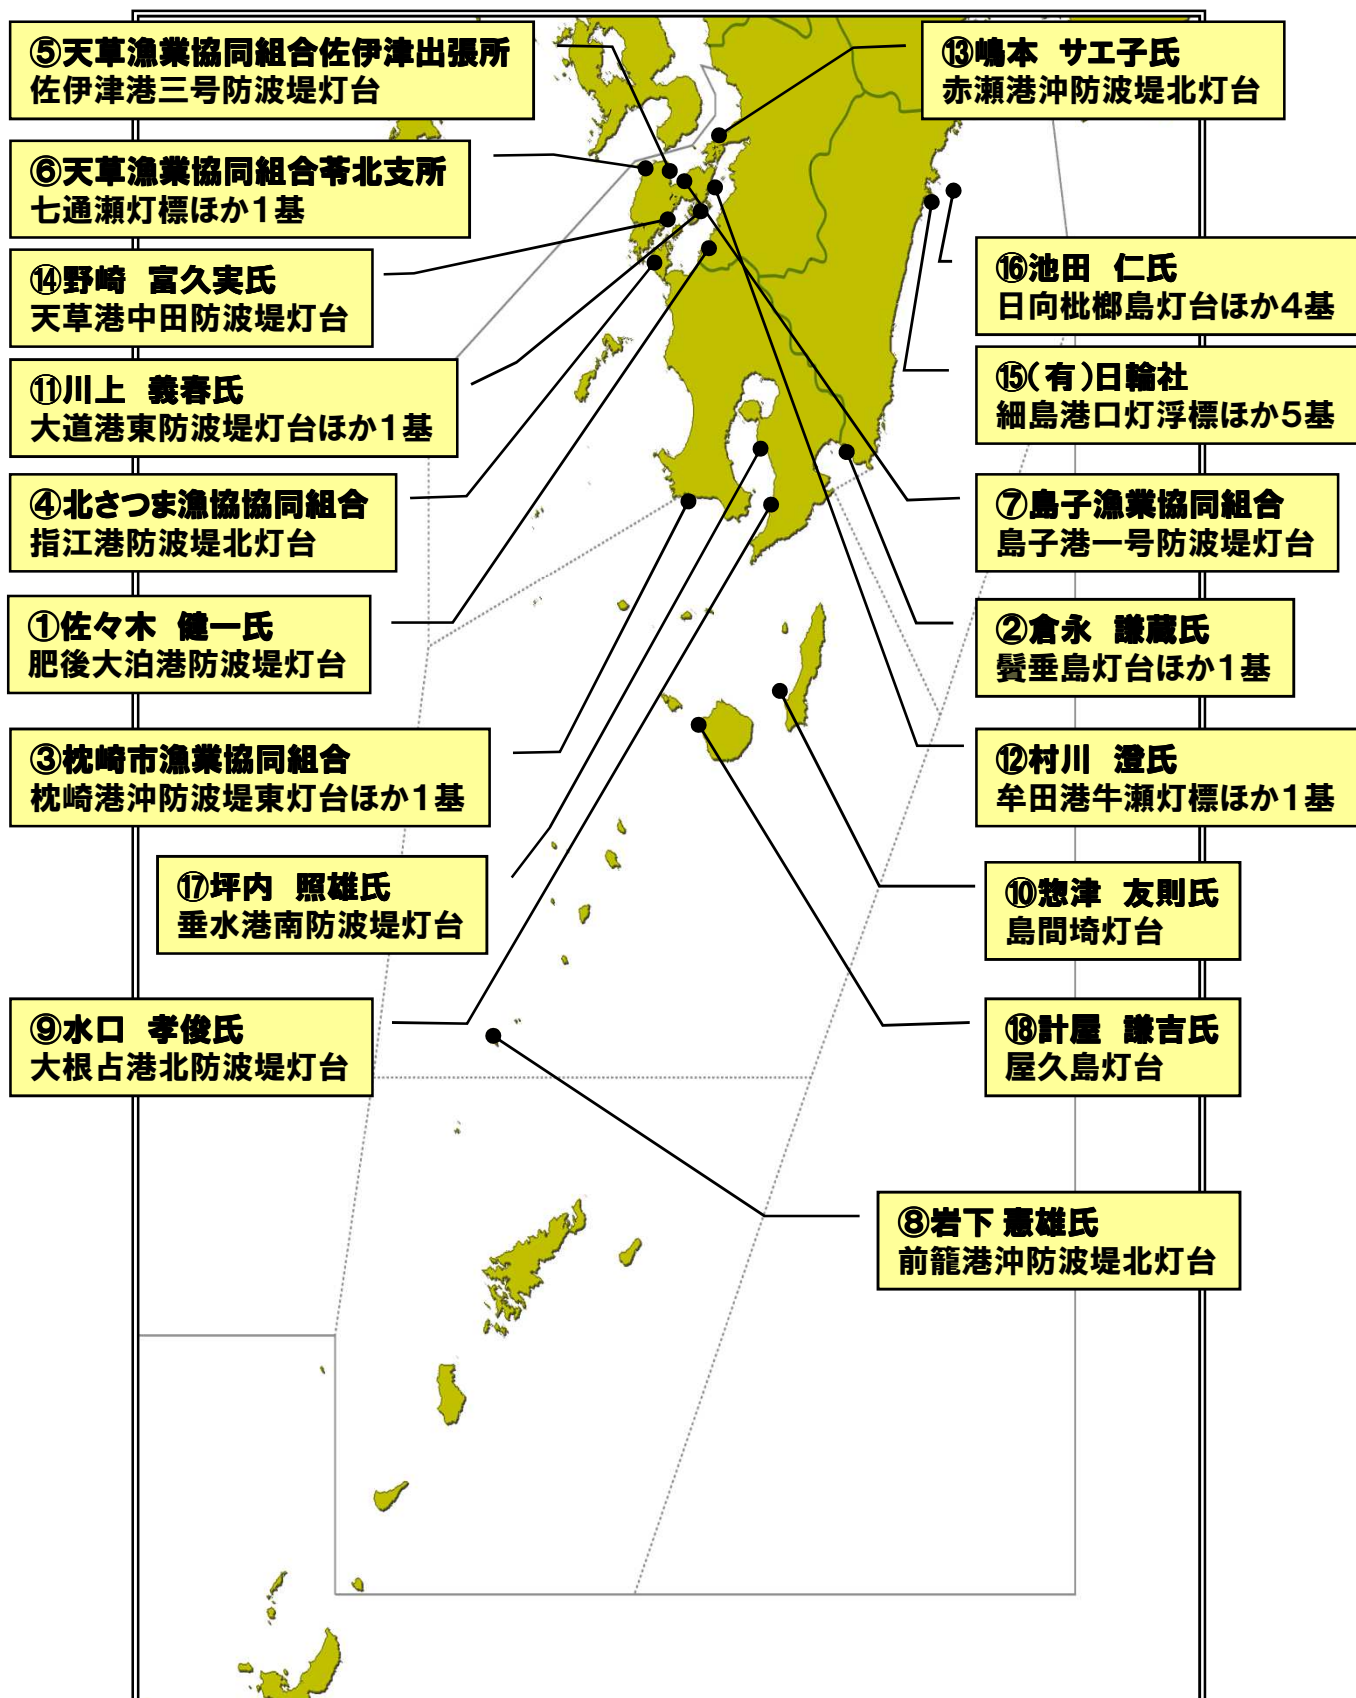 ⑤天草漁業協同組合佐伊津出張所
佐伊津港三号防波堤灯台
⑬嶋本 サエ子氏
赤瀬港沖防波堤北灯台
⑥天草漁業協同組合苓北支所
七通瀬灯標ほか１基
⑭野崎 富久実氏
天草港中田防波堤灯台
⑯池田 仁氏
日向枇榔島灯台ほか４基
⑪川上 義春氏
大道港東防波堤灯台ほか１基
⑮（有）日輪社
細島港口灯浮標ほか５基
④北さつま漁協協同組合
指江港防波堤北灯台
⑦島子漁業協同組合
島子港一号防波堤灯台
①佐々木 健一氏
肥後大泊港防波堤灯台
②倉永 謙蔵氏
鬢垂島灯台ほか１基
③枕崎市漁業協同組合
枕崎港沖防波堤東灯台ほか１基
⑫村川 澄氏
牟田港牛瀬灯標ほか１基
⑰坪内 照雄氏
垂水港南防波堤灯台
⑩惣津 友則氏
島間埼灯台
⑨水口 孝俊氏
大根占港北防波堤灯台
⑱計屋 謙吉氏
屋久島灯台
⑧岩下 憲雄氏
前籠港沖防波堤北灯台